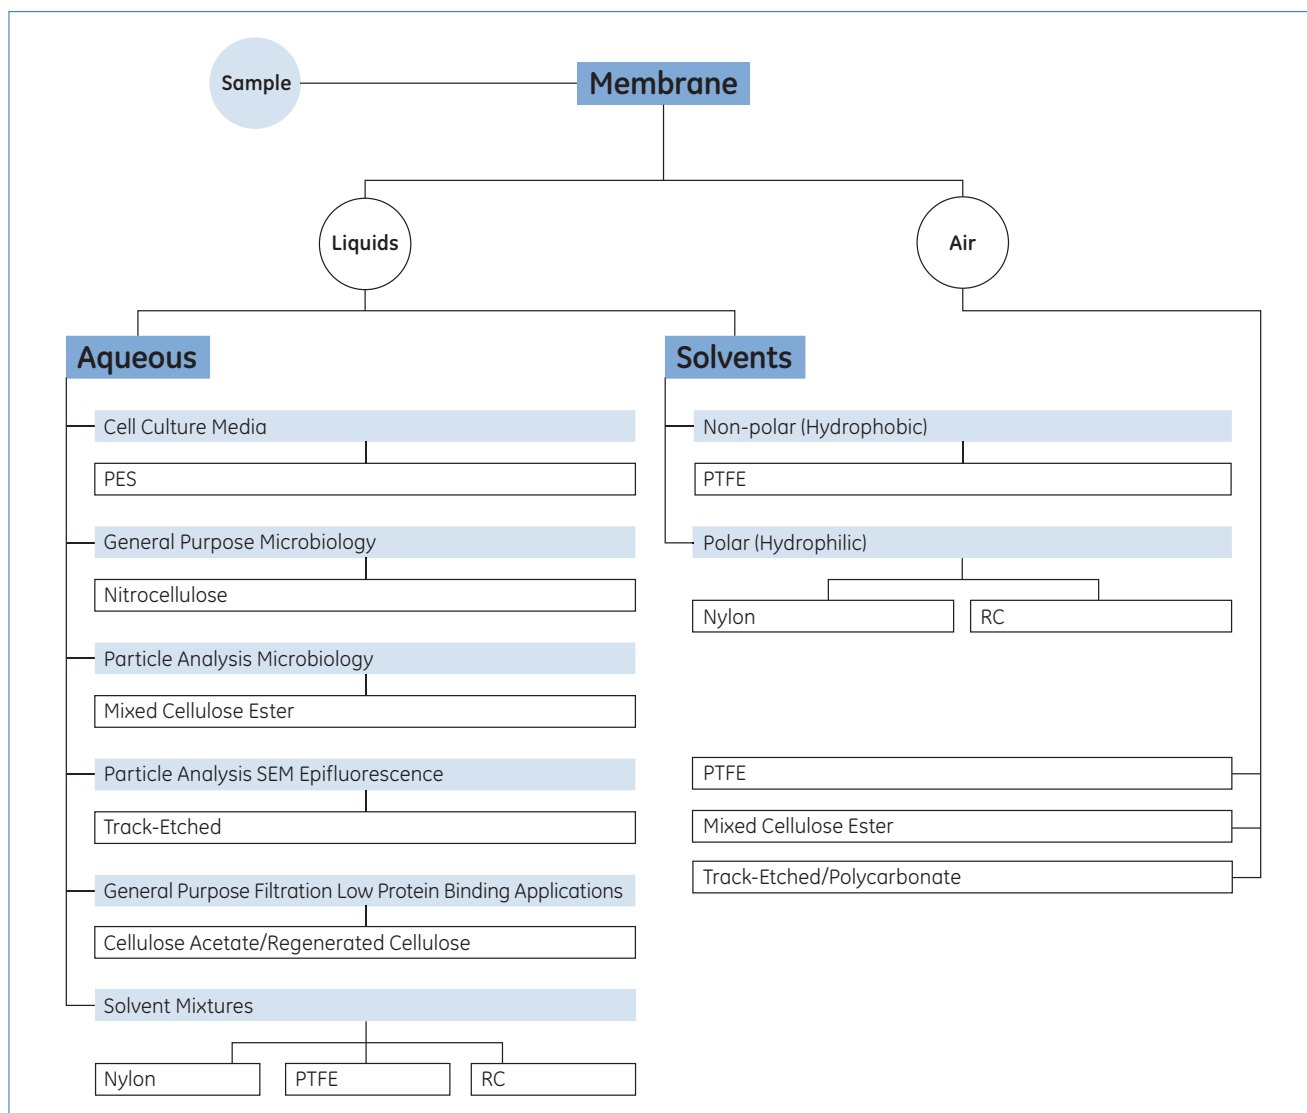 Sample
Membrane
Liquids
Air
Aqueous
Cell Culture Media
PES
General Purpose Microbiology
Nitrocellulose
Particle Analysis Microbiology
Mixed Cellulose Ester
Particle Analysis SEM Epifluorescence
Track-Etched
General Purpose Filtration Low Protein Binding Applications
Cellulose Acetate/Regenerated Cellulose
Solvent Mixtures
Nylon
PTFE
RC
Solvents
Non-polar (Hydrophobic)
PTFE
Polar (Hydrophilic)
Nylon
RC
PTFE
Mixed Cellulose Ester
Track-Etched/Polycarbonate